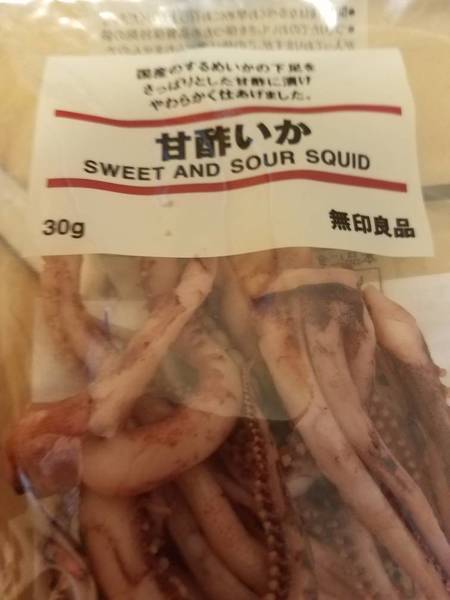 国産のするめいかの下足を
さっぱりとした甘酢に漬け
やわらかく仕あげました。
甘酢いか
SWEET AND SOUR SQUID
30g
無印良品